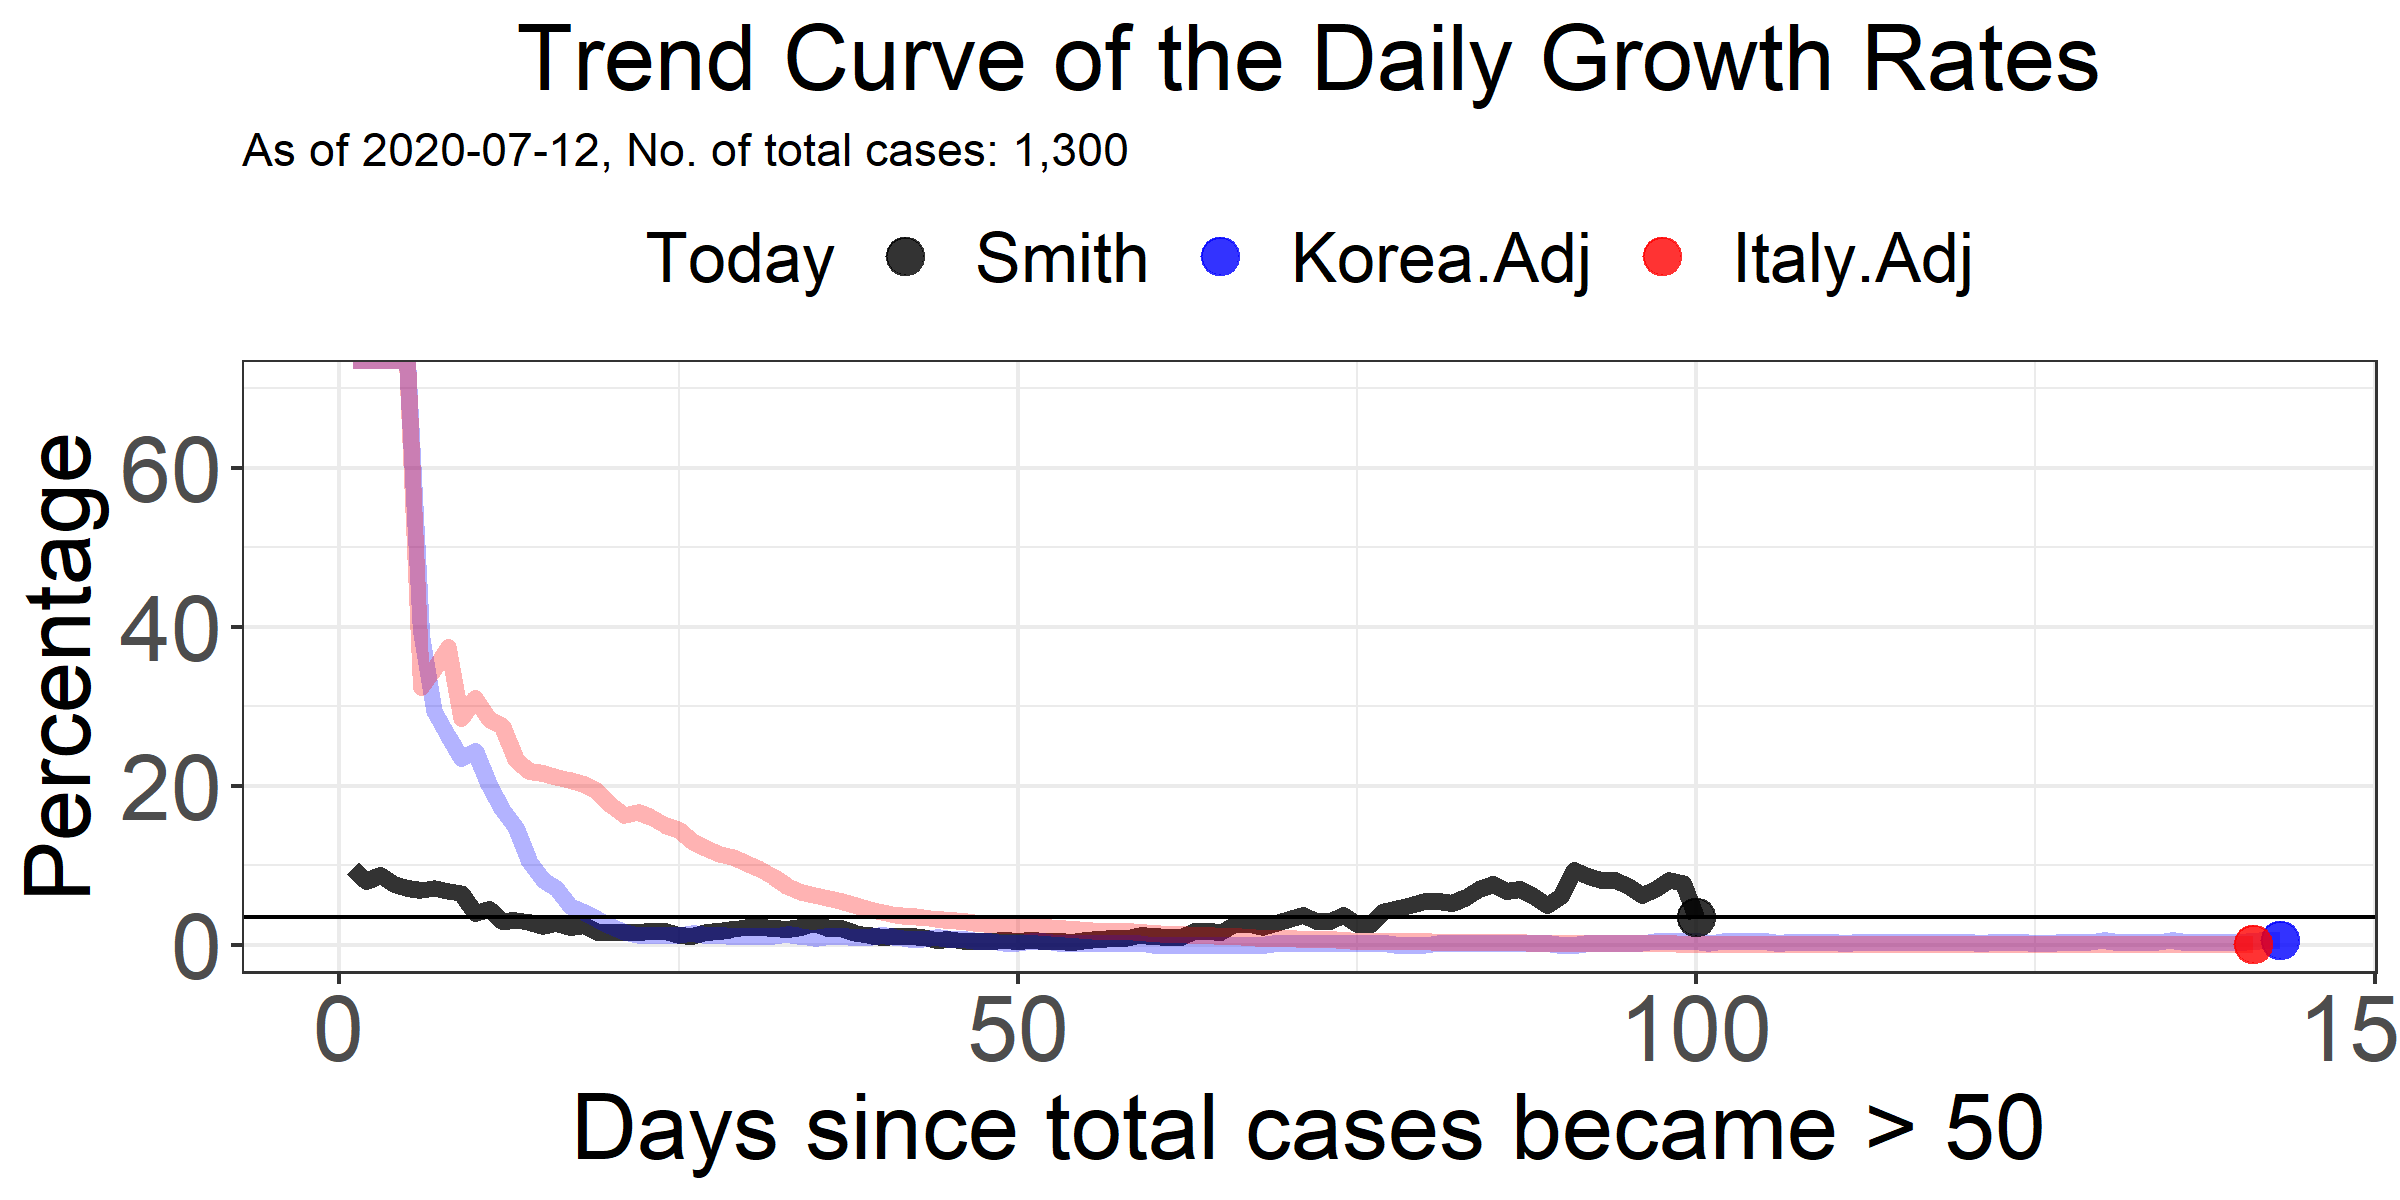 Trend Curve of the Daily Growth Rates
As of 2020-07-12, No. of total cases: 1,300
Today Smith Korea.Adj Italy.Adj
Percentage
60
40
20
0
0 50 100 15
Days since total cases became > 50